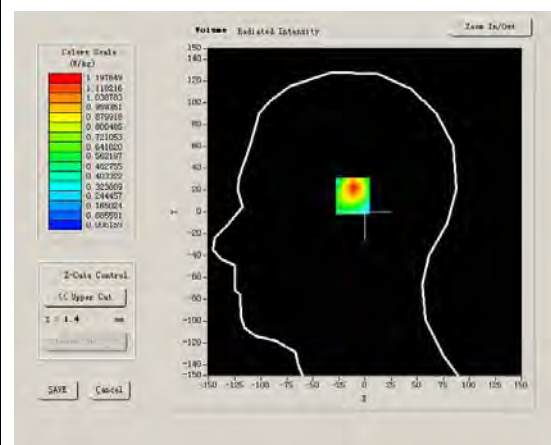 Volume Radiated Intensity
Zoom In/Out
Colors Scale
(W/kg)
1.197849
1.118216
1.038783
0.959351
0.879918
0.800485
0.721053
0.641620
0.562187
0.482755
0.403322
0.323889
0.244457
0.165024
0.085591
150
140
120
100
80
60
40
20
0
-20
-40
-60
-80
-100
-120
-140
-150
Y
-150 -125 -100 -75 -50 -25 0 25 50 75 100 125 150
X
Z-Cuts Control
<< Upper Cut
Z = 1.4 mm
SAVE
Cancel